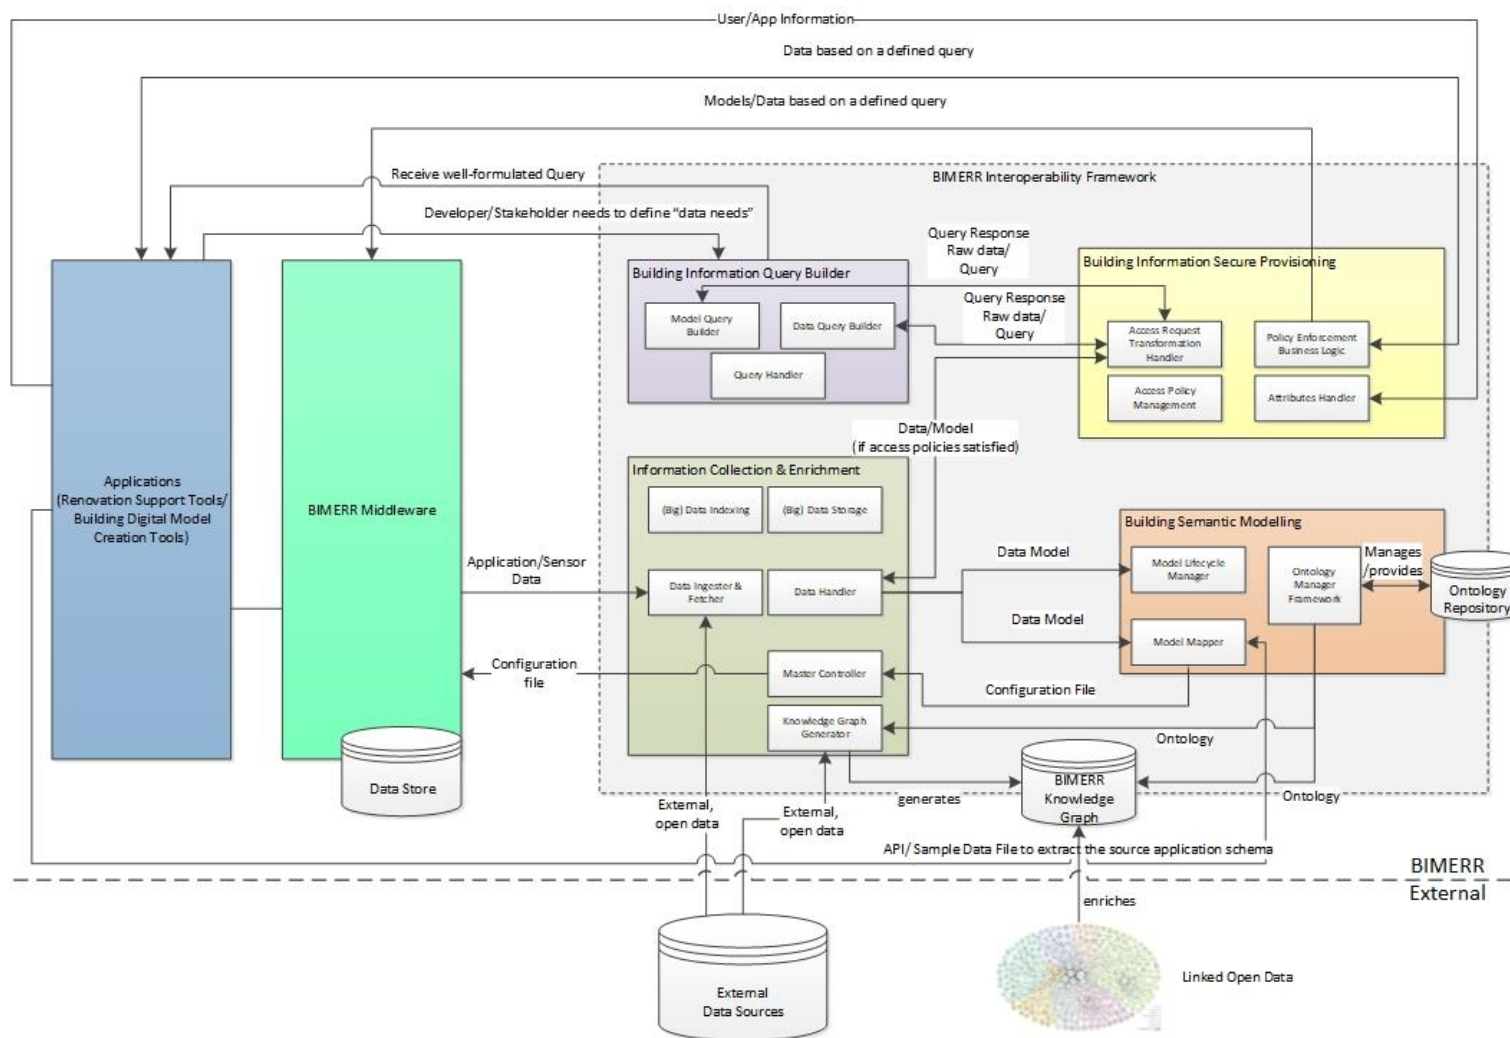 User/App Information
Data based on a defined query
Models/Data based on a defined query
Receive well-formulated Query
Developer/Stakeholder needs to define “data needs”
BIMERR Interoperability Framework
Query Response
Raw data/
Query
Building Information Query Builder
Model Query
Builder
Data Query Builder
Query Handler
Query Response
Raw data/
Query
Building Information Secure Provisioning
Access Request
Transformation
Handler
Policy Enforcement
Business Logic
Access Policy
Management
Attributes Handler
Data/Model
(if access policies satisfied)
Applications
(Renovation Support Tools/
Building Digital Model
Creation Tools)
BIMERR Middleware
Data Store
Application/Sensor
Data
Configuration
file
Information Collection & Enrichment
(Big) Data Indexing
(Big) Data Storage
Data Ingester &
Fetcher
Data Handler
Master Controller
Knowledge Graph
Generator
Data Model
Data Model
Configuration File
Building Semantic Modelling
Model Lifecycle
Manager
Ontology
Manager
Framework
Model Mapper
Manages
/provides
Ontology
Repository
Ontology
Ontology
generates
BIMERR
Knowledge
Graph
External,
open data
External,
open data
API/ Sample Data File to extract the source application schema
BIMERR
External
enriches
External
Data Sources
Linked Open Data